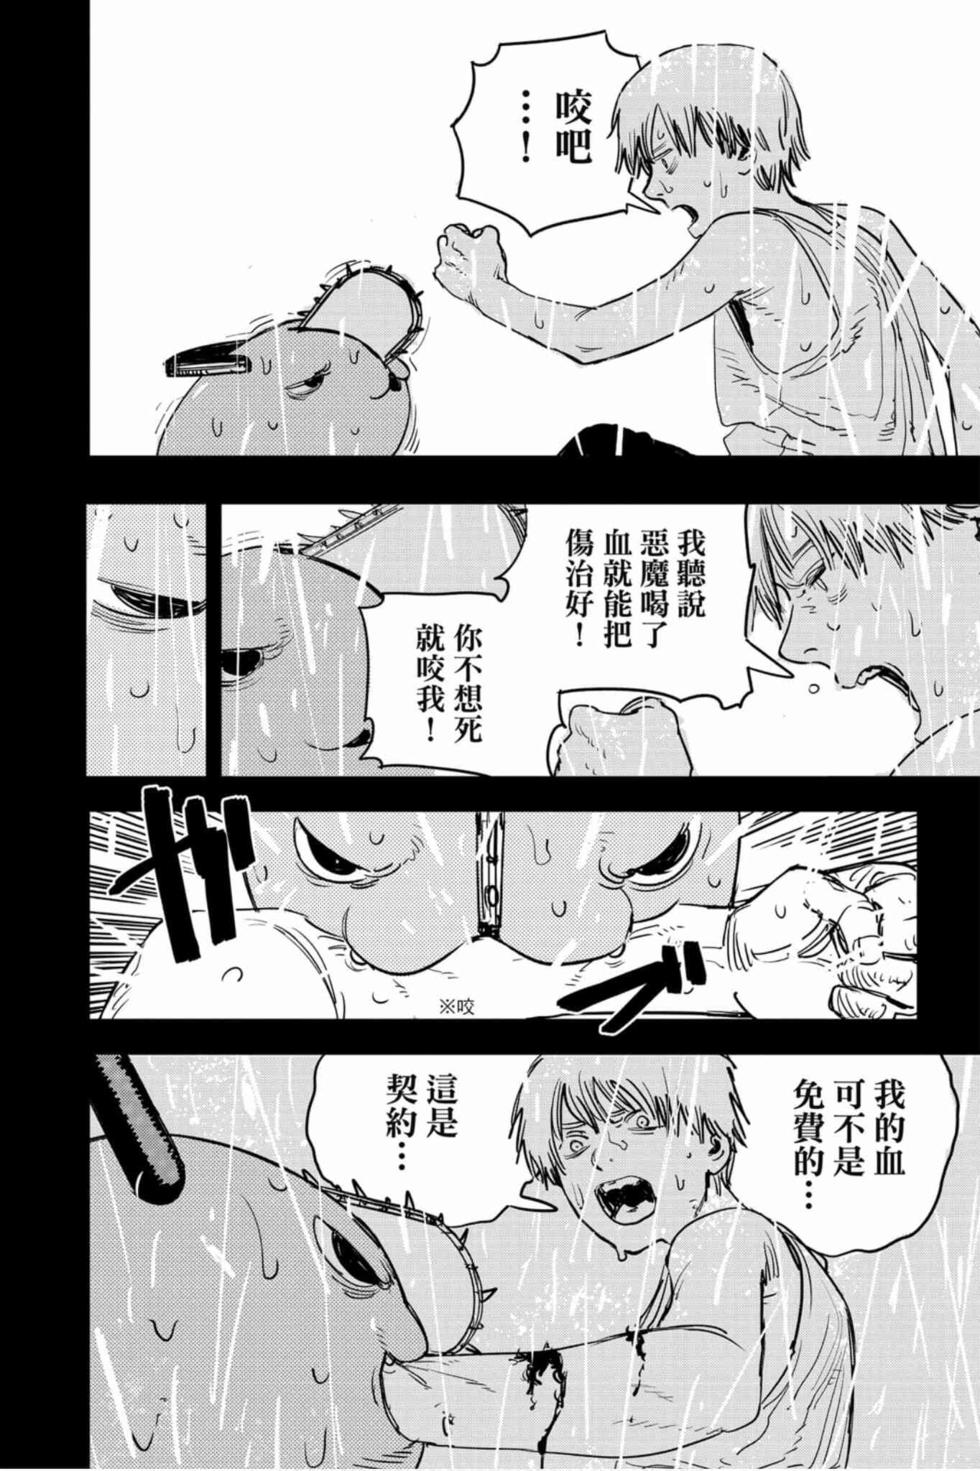 咬吧
…！
我聽說
惡魔喝了
血就能把
傷治好！
你不想死
就咬我！
ガブ
※咬
我的血
可不是
免費的…
這是
契約…